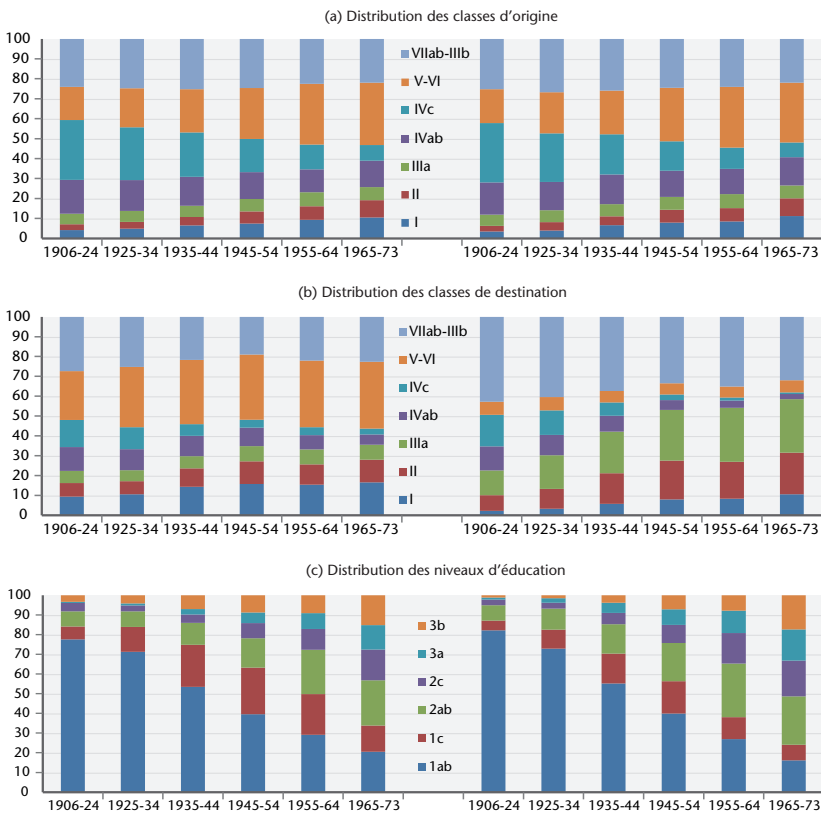 (a) Distribution des classes d'origine
100
90
80
70
60
50
40
30
20
10
0
VIIab-IIIb
V-VI
IVc
IVab
IIIa
II
I
1906-24 1925-34 1935-44 1945-54 1955-64 1965-73 1906-24 1925-34 1935-44 1945-54 1955-64 1965-73
(b) Distribution des classes de destination
100
90
80
70
60
50
40
30
20
10
0
VIIab-IIIb
V-VI
IVc
IVab
IIIa
II
I
1906-24 1925-34 1935-44 1945-54 1955-64 1965-73 1906-24 1925-34 1935-44 1945-54 1955-64 1965-73
(c) Distribution des niveaux d'éducation
100
90
80
70
60
50
40
30
20
10
0
3b
3a
2c
2ab
1c
1ab
1906-24 1925-34 1935-44 1945-54 1955-64 1965-73 1906-24 1925-34 1935-44 1945-54 1955-64 1965-73